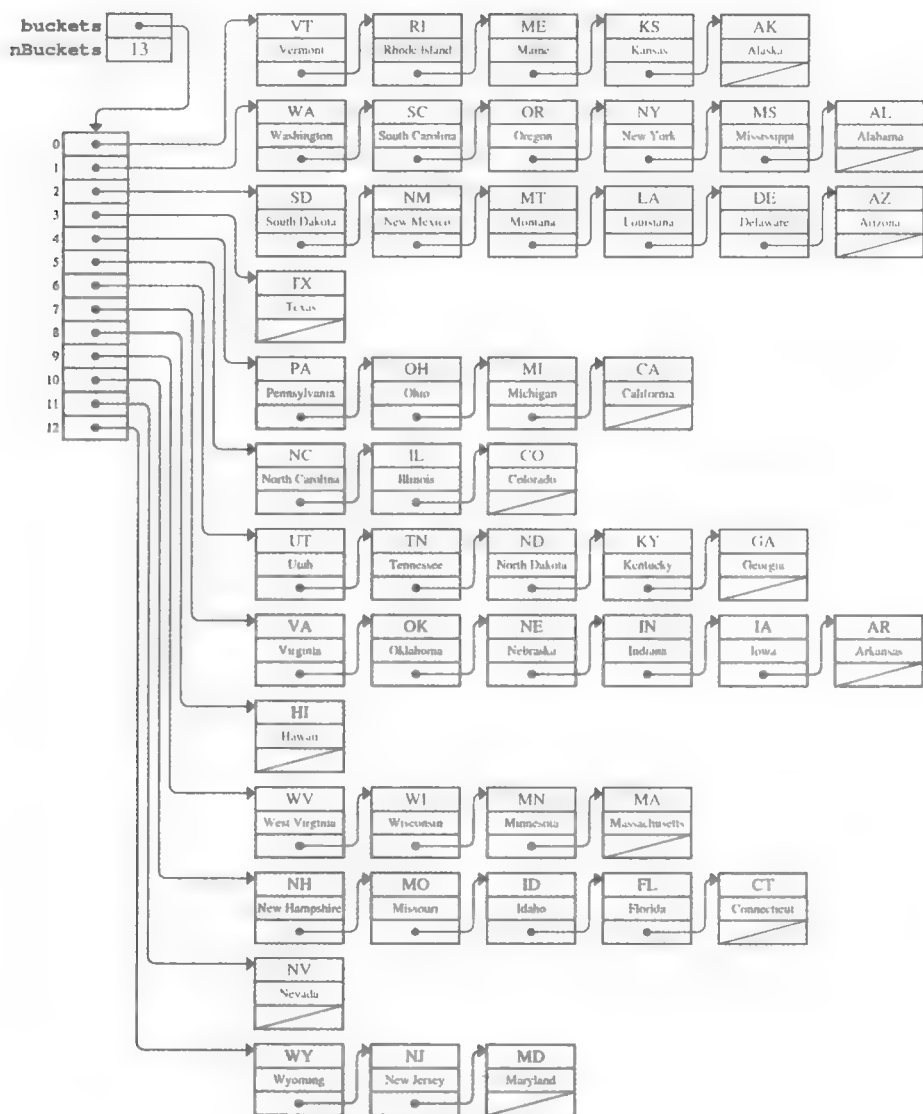 buckets
nBuckets 13
VT RI ME KS AK
Vermont Rhode Island Maine Kansas Alaska
WA SC OR NY MS AL
Washington South Carolina Oregon New York Mississippi Alabama
0
1
2
3
4
5
6
7
8
9
10
11
12
SD NM MT LA DE AZ
South Dakota New Mexico Montana Louisiana Delaware Arizona
TX
Texas
PA OH MI CA
Pennsylvania Ohio Michigan California
NC IL CO
North Carolina Illinois Colorado
UT TN ND KY GA
Utah Tennessee North Dakota Kentucky Georgia
VA OK NE IN IA AR
Virginia Oklahoma Nebraska Indiana Iowa Arkansas
HI
Hawaii
WV WI MN MA
West Virginia Wisconsin Minnesota Massachusetts
NH MO ID FL CT
New Hampshire Missouri Idaho Florida Connecticut
NV
Nevada
WY NJ MD
Wyoming New Jersey Maryland